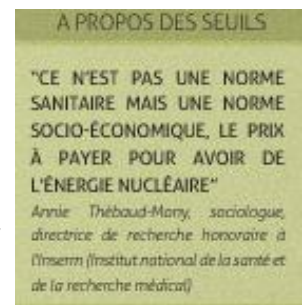 A PROPOS DES SEUILS
"CE N'EST PAS UNE NORME
SANITAIRE MAIS UNE NORME
SOCIO-ÉCONOMIQUE, LE PRIX
À PAYER POUR AVOIR DE
L'ÉNERGIE NUCLÉAIRE"
Annie Thébaud-Mony, sociologue,
directrice de recherche honoraire à
l'Inserm (Institut national de la santé et
de la recherche médical)